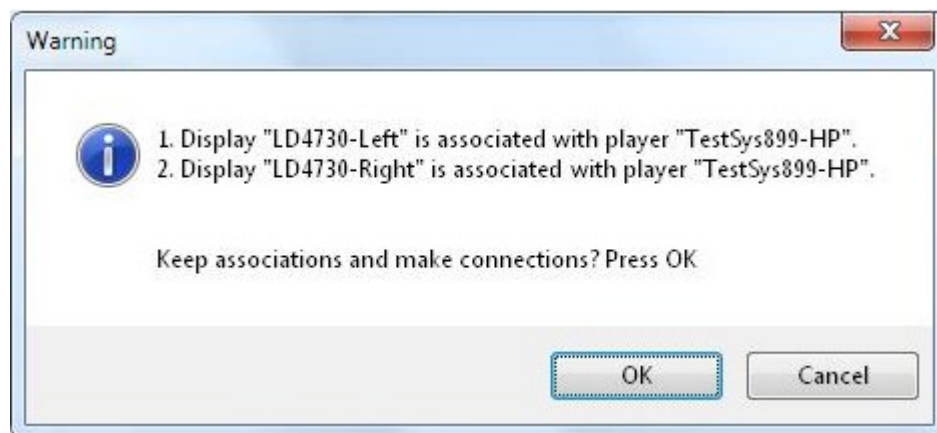 Warning
1. Display "LD4730-Left" is associated with player "TestSys899-HP".
2. Display "LD4730-Right" is associated with player "TestSys899-HP".
Keep associations and make connections? Press OK
OK
Cancel